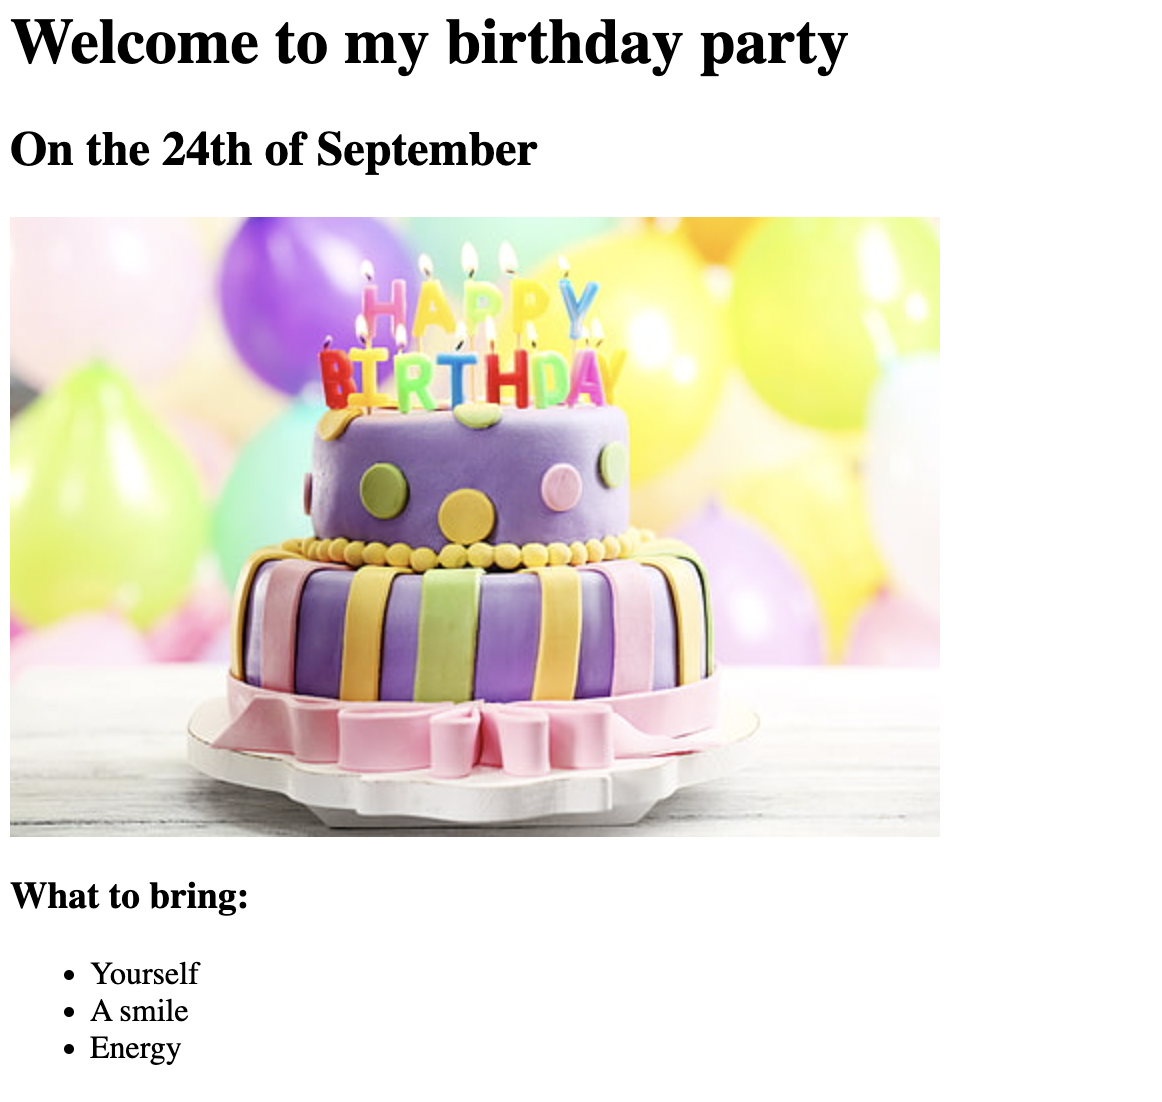 Welcome to my birthday party
On the 24th of September
HAPPY
BIRTHDAY
What to bring:
Yourself
A smile
Energy